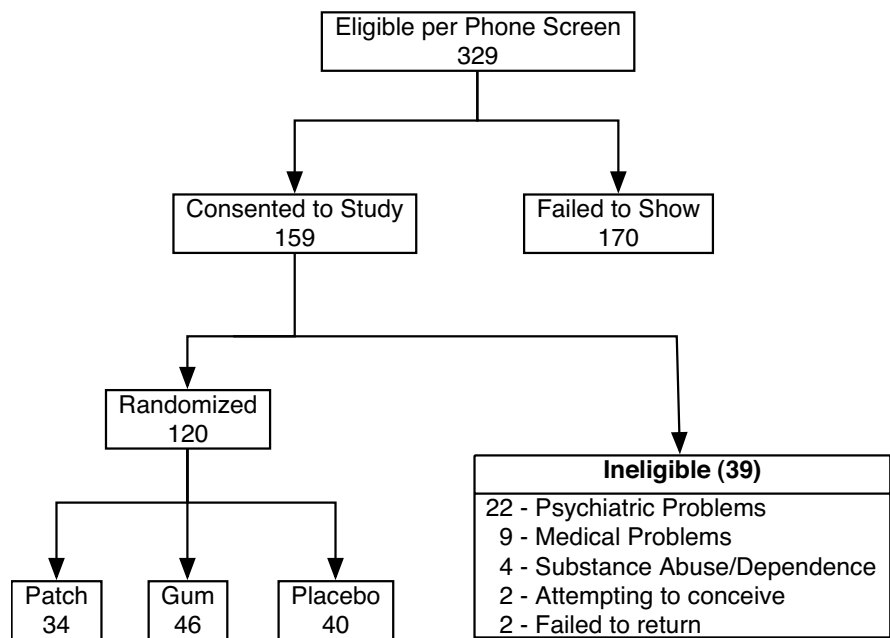 Eligible per Phone Screen
329
Consented to Study
159
Failed to Show
170
Randomized
120
Ineligible (39)
22 - Psychiatric Problems
9 - Medical Problems
4 - Substance Abuse/Dependence
2 - Attempting to conceive
2 - Failed to return
Patch
34
Gum
46
Placebo
40